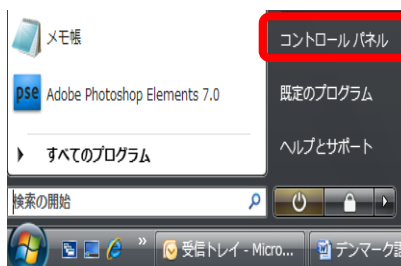 メモ帳
コントロール パネル
pse
Adobe Photoshop Elements 7.0
既定のプログラム
すべてのプログラム
ヘルプとサポート
検索の開始
受信トレイ - Micro...
デンマーク語